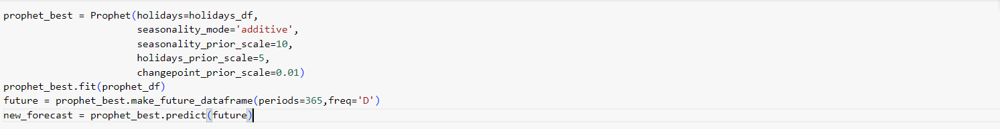 prophet_best = Prophet(holidays=holidays_df,
                       seasonality_mode='additive',
                       seasonality_prior_scale=10,
                       holidays_prior_scale=5,
                       changepoint_prior_scale=0.01)
prophet_best.fit(prophet_df)
future = prophet_best.make_future_dataframe(periods=365,freq='D')
new_forecast = prophet_best.predict(future)